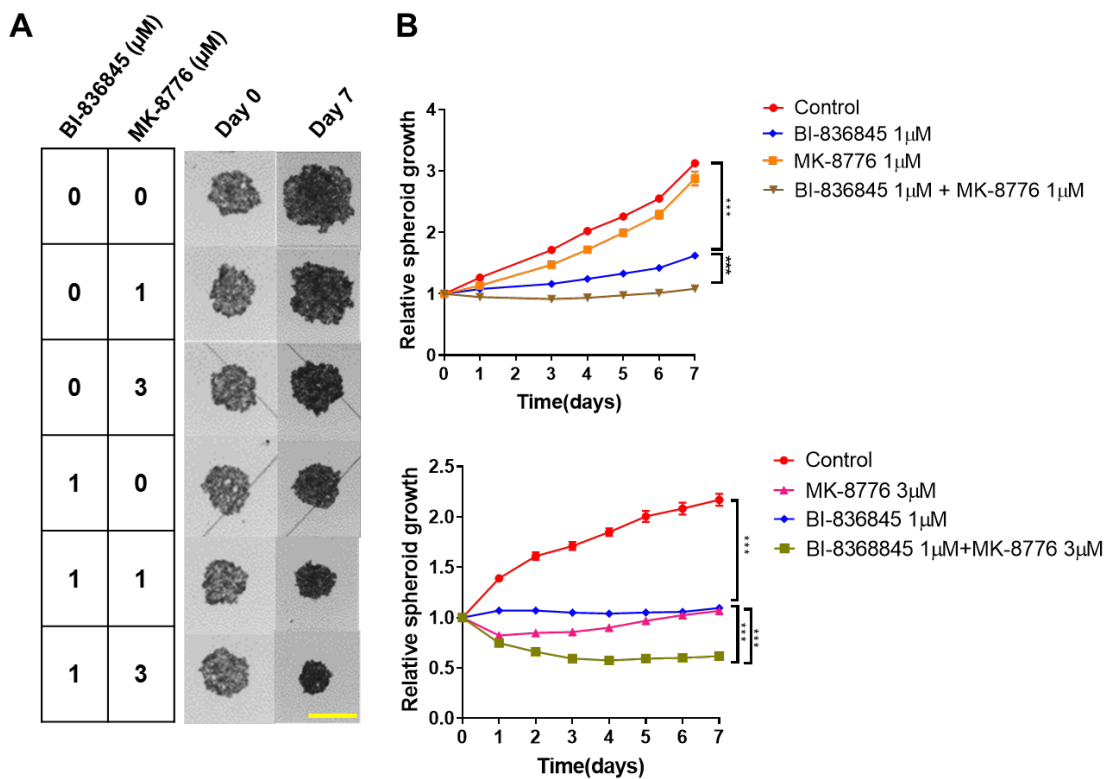 A
BI-836845 (µM)
MK-8776 (µM)
Day 0
Day 7
0 0
0 1
0 3
1 0
1 1
1 3
B
Relative spheroid growth
4
3
2
1
0
0 1 2 3 4 5 6 7
Time(days)
Control
BI-836845 1µM
MK-8776 1µM
BI-836845 1µM + MK-8776 1µM
***
***
Relative spheroid growth
2.5
2.0
1.5
1.0
0.5
0.0
0 1 2 3 4 5 6 7
Time(days)
Control
MK-8776 3µM
BI-836845 1µM
BI-8368845 1µM+MK-8776 3µM
***
***
***